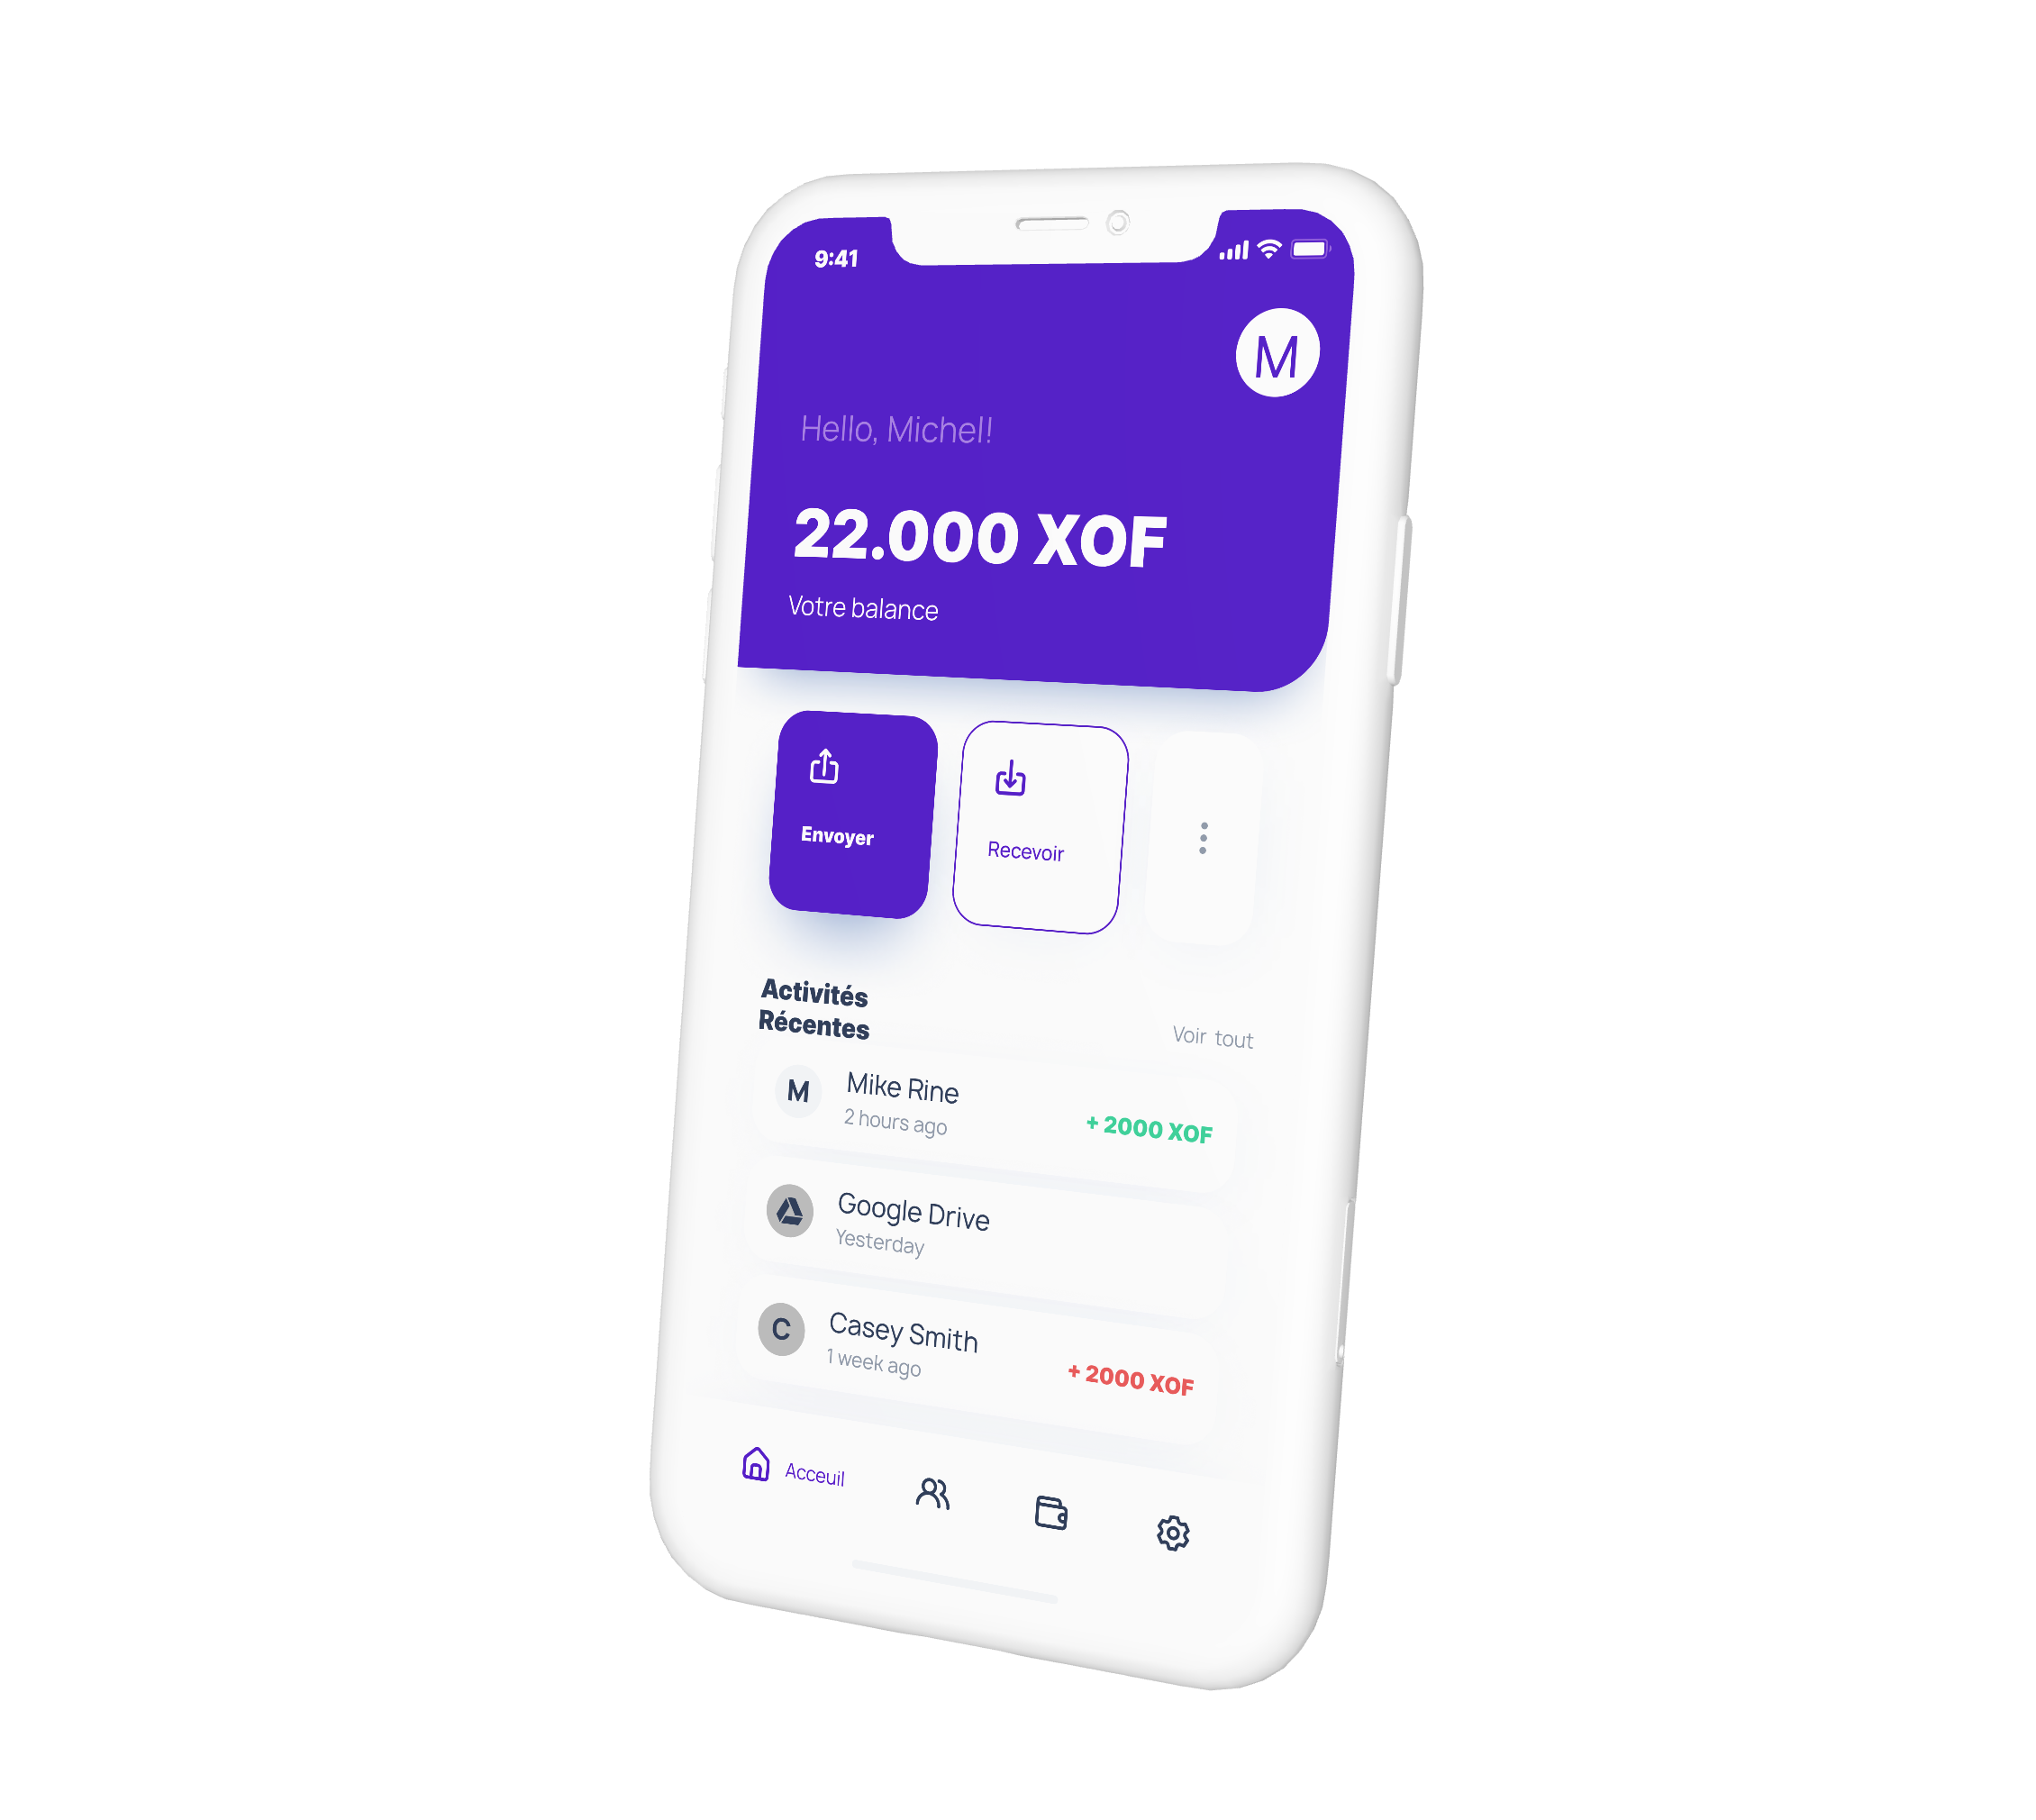 9:41
M
Hello, Michel!
22.000 XOF
Votre balance
Envoyer
Recevoir
Activités
Récentes
Voir tout
M
Mike Rine
2 hours ago
+ 2000 XOF
Google Drive
Yesterday
C
Casey Smith
1 week ago
+ 2000 XOF
Acceuil